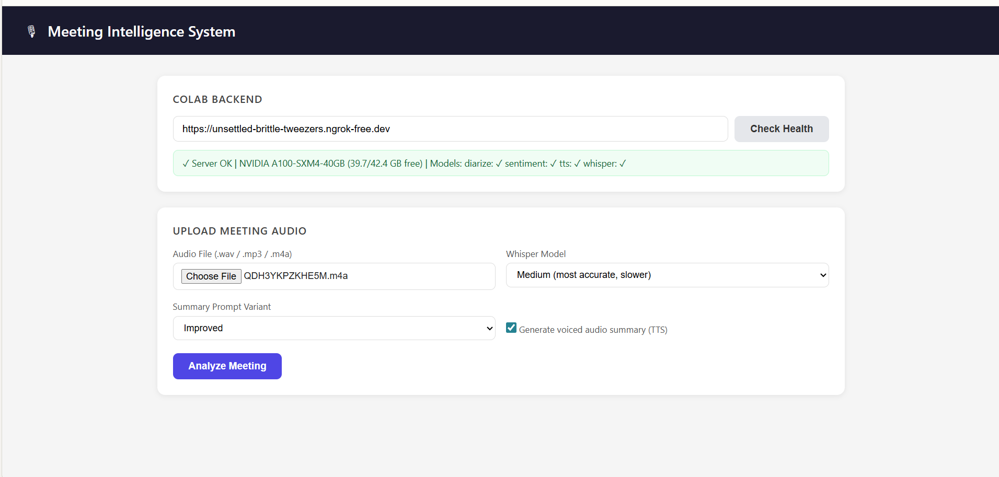 Meeting Intelligence System
COLAB BACKEND
https://unsettled-brittle-tweezers.ngrok-free.dev
Check Health
✓ Server OK | NVIDIA A100-SXM4-40GB (39.7/42.4 GB free) | Models: diarize: ✓ sentiment: ✓ tts: ✓ whisper: ✓
UPLOAD MEETING AUDIO
Audio File (.wav / .mp3 / .m4a)
Whisper Model
Choose File QDH3YKPZKHE5M.m4a
Medium (most accurate, slower)
Summary Prompt Variant
Improved
Generate voiced audio summary (TTS)
Analyze Meeting